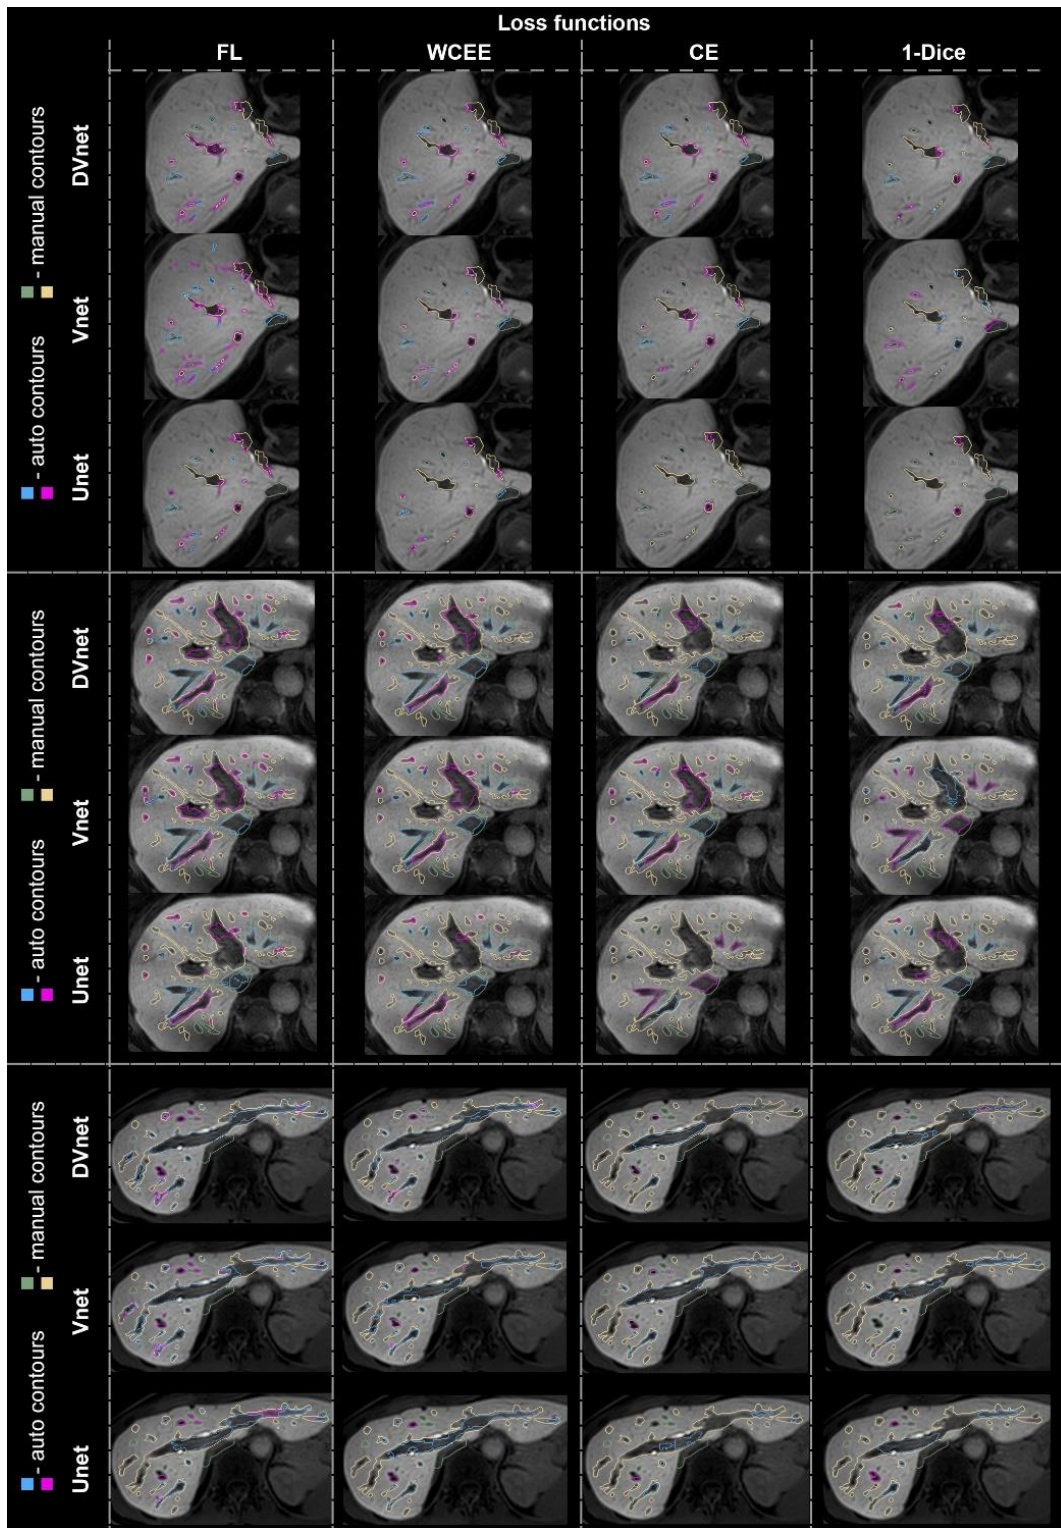 Loss functions
FL WCEE CE 1-Dice
- auto contours - manual contours
Unet Vnet DVnet
- auto contours - manual contours
Unet Vnet DVnet
- auto contours - manual contours
Unet Vnet DVnet